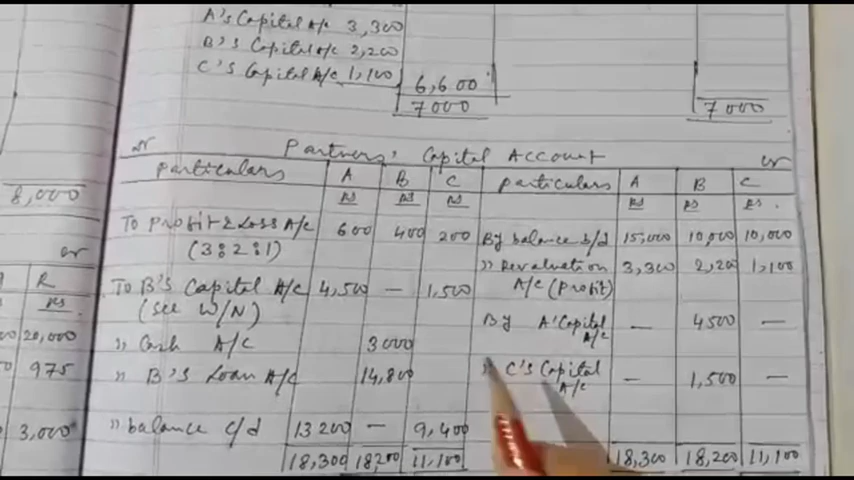 A's Capital A/c 3,300
B's Capital A/c 2,200
C's Capital A/c 1,100 6,600
7000 7000
Dr Partners' Capital Account Cr
Particulars A B C Particulars A B C
Rs Rs Rs Rs Rs Rs.
To Profit & Loss A/c 600 400 200 By balance b/d 15,000 10,000 10,000
(3:2:1) " Revaluation 3,300 2,200 1,100
A/c (Profit)
To B's Capital A/c 4,500 — 1,500
(see W/N) By A'Capital A/c — 4500 —
" Cash A/c 3000
" B's Loan A/c 14,800 " C's Capital A/c — 1,500 —
" balance c/d 13200 — 9,400
18,300 18,200 11,100 18,300 18,200 11,100
8,000
cr
R
Rs
20,000
975
3,000